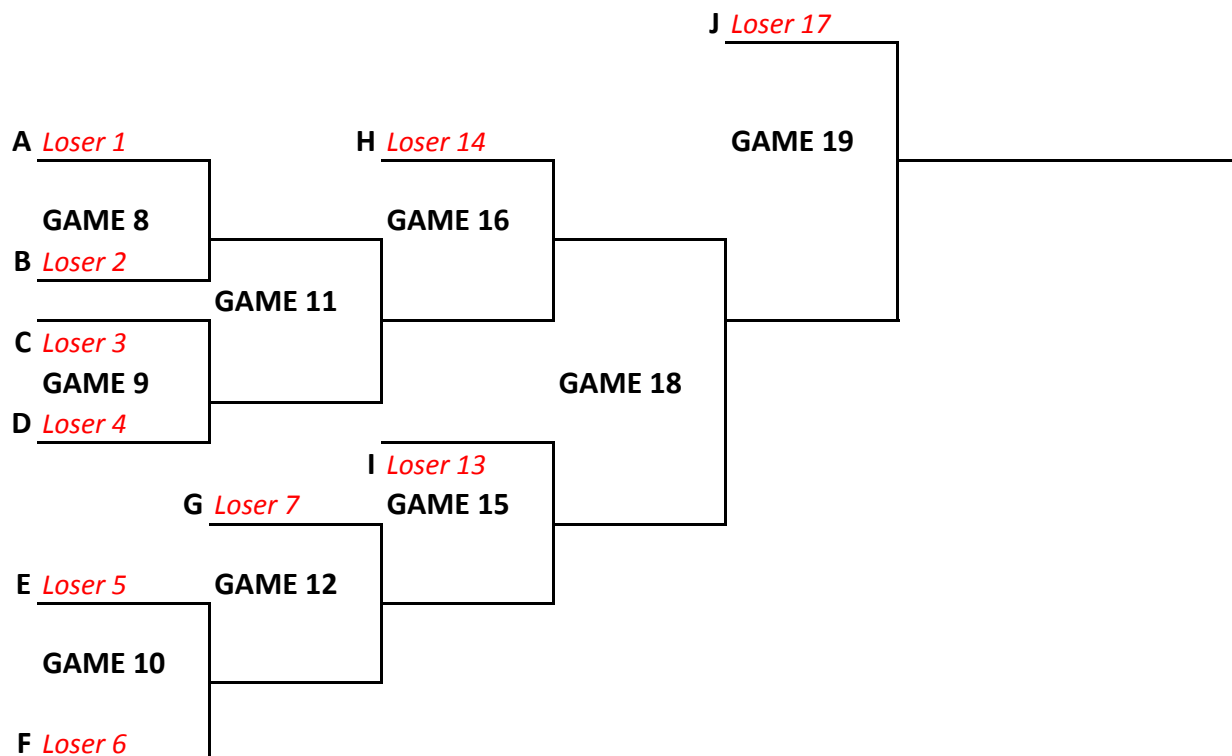 J Loser 17
A Loser 1
H Loser 14
GAME 19
GAME 8
GAME 16
B Loser 2
GAME 11
C Loser 3
GAME 9
GAME 18
D Loser 4
I Loser 13
G Loser 7
GAME 15
E Loser 5
GAME 12
GAME 10
F Loser 6